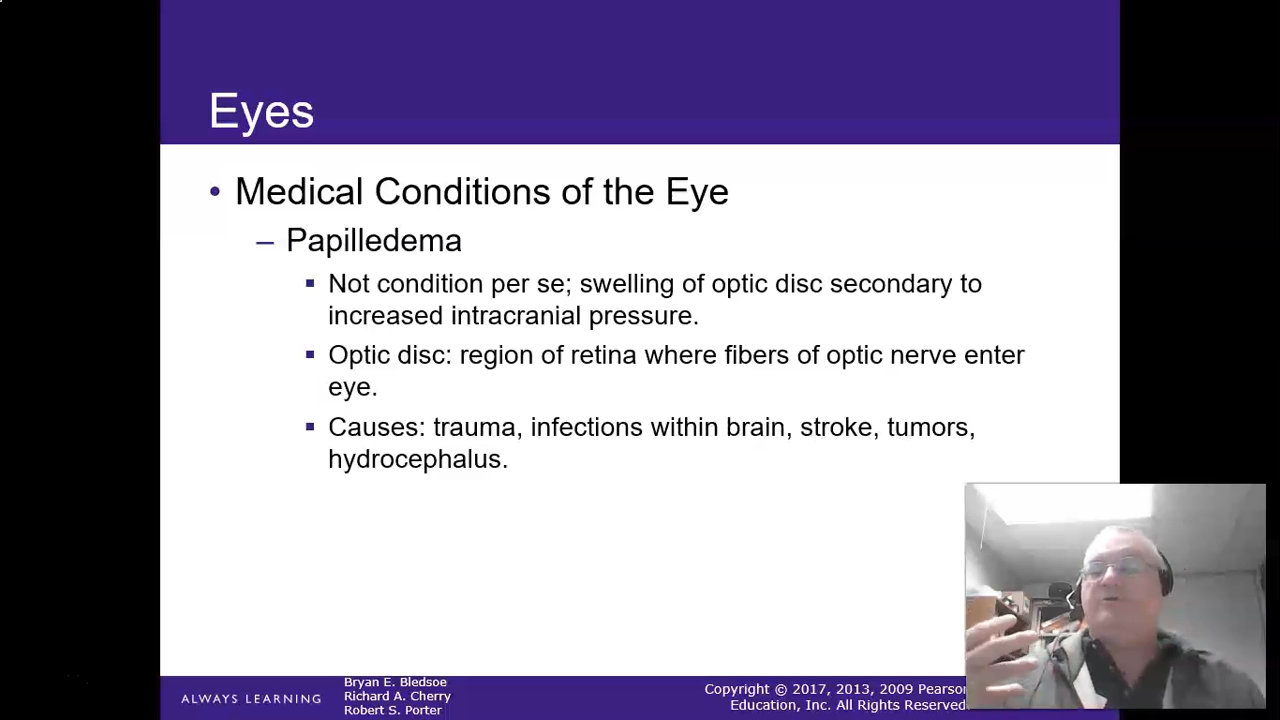 Eyes
• Medical Conditions of the Eye
– Papilledema
▪ Not condition per se; swelling of optic disc secondary to
increased intracranial pressure.
▪ Optic disc: region of retina where fibers of optic nerve enter
eye.
▪ Causes: trauma, infections within brain, stroke, tumors,
hydrocephalus.
ALWAYS LEARNING
Bryan E. Bledsoe
Richard A. Cherry
Robert S. Porter
Copyright © 2017, 2013, 2009 Pearson
Education, Inc. All Rights Reserved.